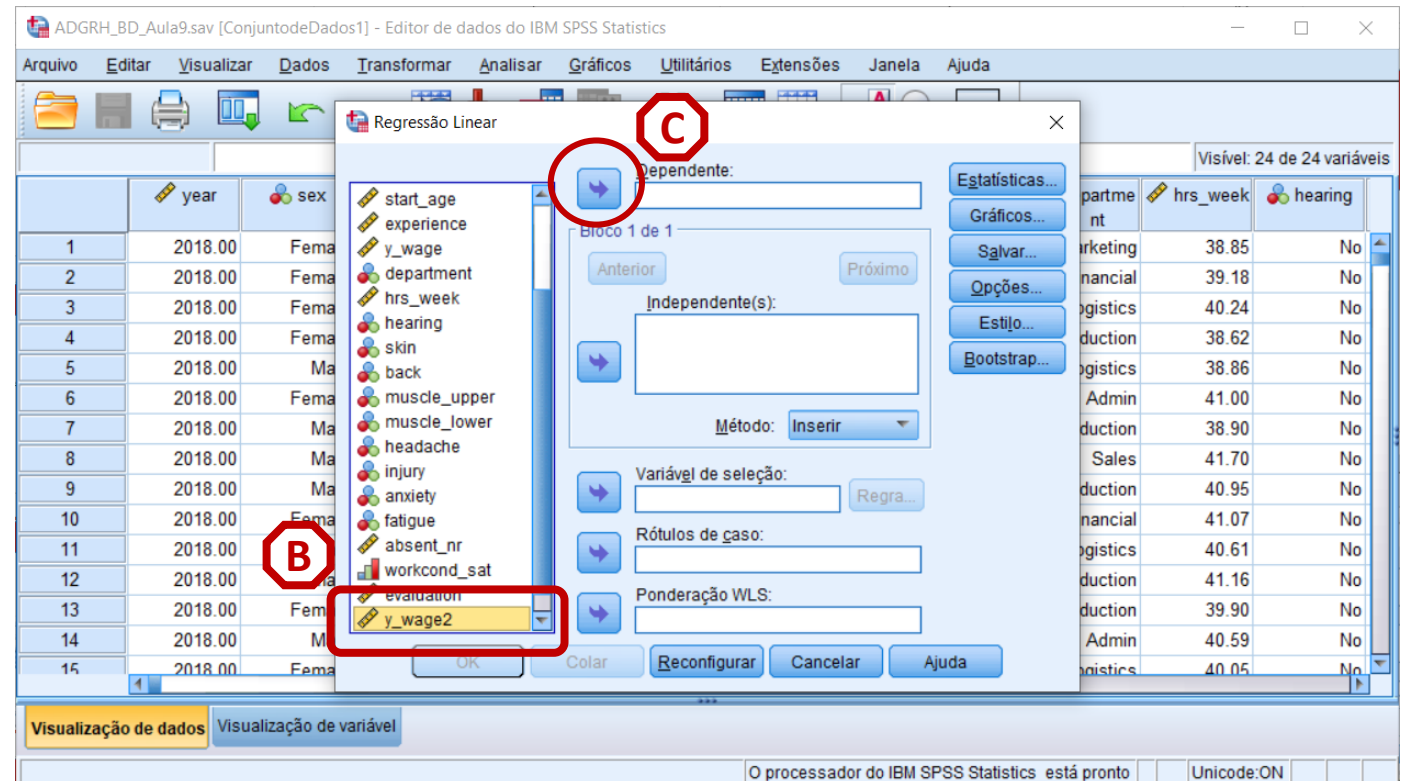 ADGRH_BD_Aula9.sav [ConjuntodeDados1] - Editor de dados do IBM SPSS Statistics
Arquivo Editar Visualizar Dados Transformar Analisar Gráficos Utilitários Extensões Janela Ajuda
Regressão Linear
C
Visível: 24 de 24 variáveis
Dependente:
Estatísticas...
Gráficos...
Salvar...
Opções...
Estilo...
Bootstrap...
Bloco 1 de 1
Anterior Próximo
Independente(s):
Método: Inserir
Variável de seleção:
Regra...
Rótulos de caso:
Ponderação WLS:
start_age
experience
y_wage
department
hrs_week
hearing
skin
back
muscle_upper
muscle_lower
headache
injury
anxiety
fatigue
absent_nr
workcond_sat
evaluation
y_wage2
B
OK Colar Reconfigurar Cancelar Ajuda
year sex partme nt hrs_week hearing
1 2018.00 Fema rketing 38.85 No
2 2018.00 Fema nancial 39.18 No
3 2018.00 Fema ogistics 40.24 No
4 2018.00 Fema duction 38.62 No
5 2018.00 Ma ogistics 38.86 No
6 2018.00 Fema Admin 41.00 No
7 2018.00 Ma duction 38.90 No
8 2018.00 Ma Sales 41.70 No
9 2018.00 Ma duction 40.95 No
10 2018.00 Fema nancial 41.07 No
11 2018.00 ogistics 40.61 No
12 2018.00 duction 41.16 No
13 2018.00 Fem duction 39.90 No
14 2018.00 M Admin 40.59 No
15 2018.00 Fema ogistics 40.05 No
Visualização de dados Visualização de variável
O processador do IBM SPSS Statistics está pronto Unicode:ON